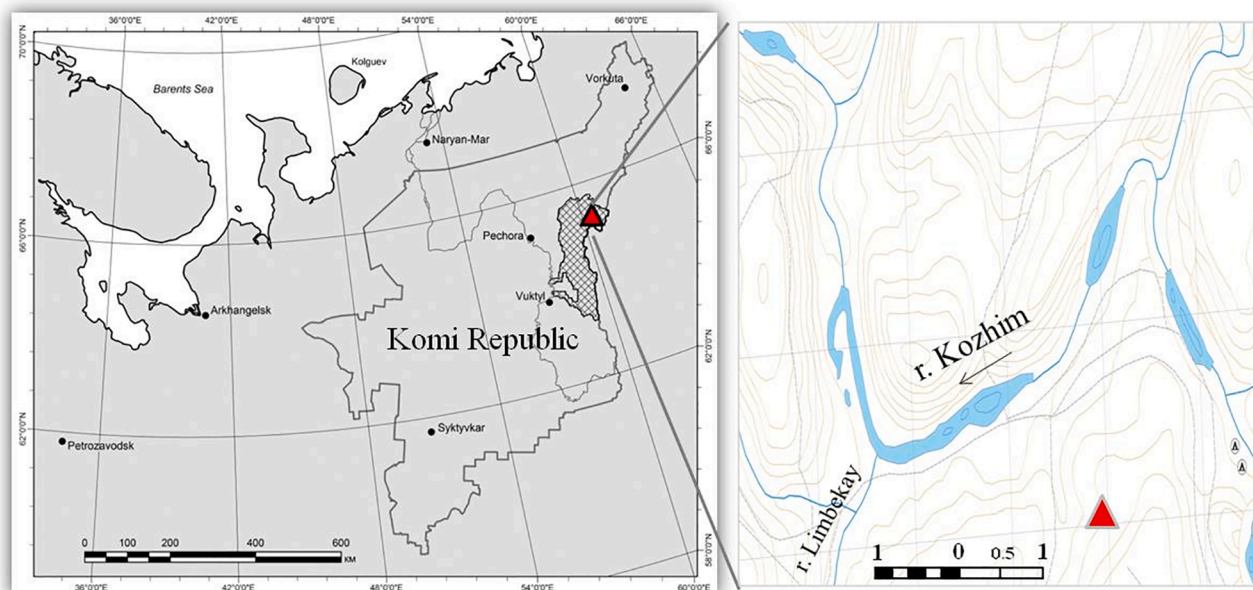 36°0'0"E 42°0'0"E 48°0'0"E 54°0'0"E 60°0'0"E 66°0'0"E
70°0'0"N
Kolguev
Barents Sea
Vorkuta
Naryan-Mar
66°0'0"N
66°0'0"N
Pechora
Vuktyl
Arkhangelsk
Komi Republic
62°0'0"N
62°0'0"N
Syktyvkar
Petrozavodsk
58°0'0"N
0 100 200 400 600
КМ
36°0'0"E 42°0'0"E 48°0'0"E 54°0'0"E 60°0'0"E
r. Kozhim
r. Limbekay
1 0 0.5 1